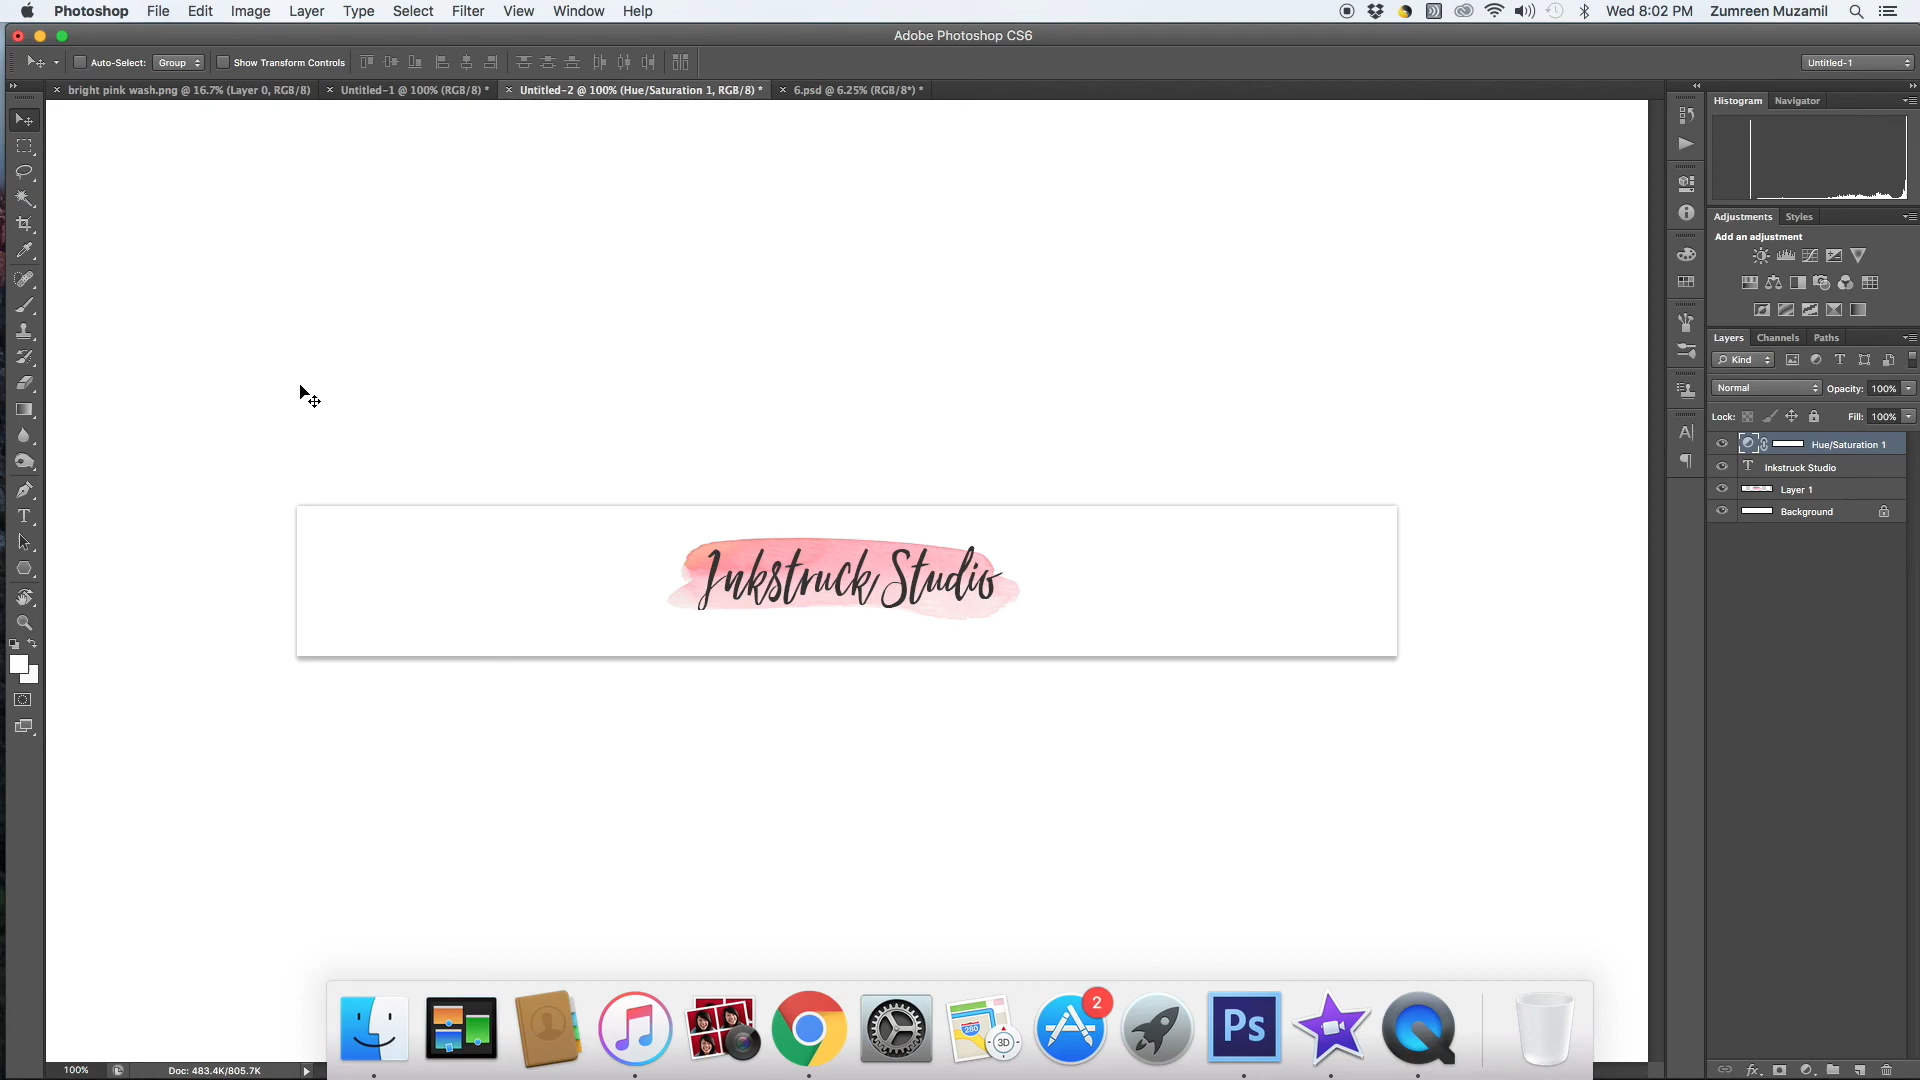 Photoshop File Edit Image Layer Type Select Filter View Window Help Wed 8:02 PM Zumreen Muzamil
Adobe Photoshop CS6
Auto-Select: Group Show Transform Controls Untitled-1
bright pink wash.png @ 16.7% (Layer 0, RGB/8) Untitled-1 @ 100% (RGB/8) * Untitled-2 @ 100% (Hue/Saturation 1, RGB/8) * 6.psd @ 6.25% (RGB/8*) *
Histogram Navigator
Adjustments Styles
Add an adjustment
Layers Channels Paths
Kind
Normal Opacity: 100%
Lock: Fill: 100%
Hue/Saturation 1
Inkstruck Studio
Layer 1
Background
Inkstruck Studio
280
3D
2
Ps
100% Doc: 483.4K/805.7K